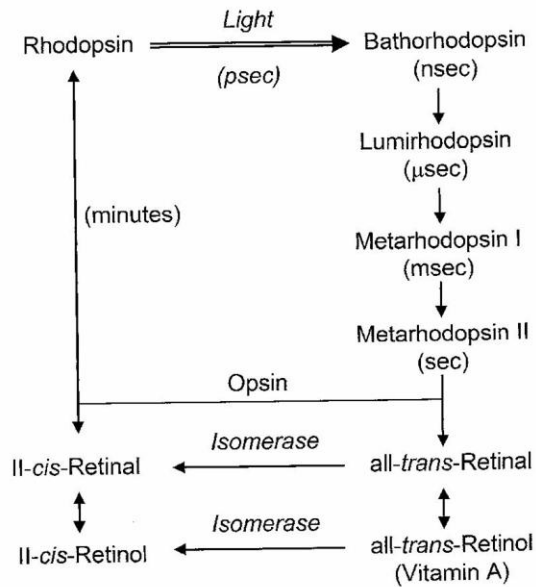 Light
Rhodopsin
Bathorhodopsin
(psec)
(nsec)
Lumirhodopsin
(μsec)
(minutes)
Metarhodopsin I
(msec)
Metarhodopsin II
(sec)
Opsin
Isomerase
II-cis-Retinal
all-trans-Retinal
Isomerase
II-cis-Retinol
all-trans-Retinol
(Vitamin A)